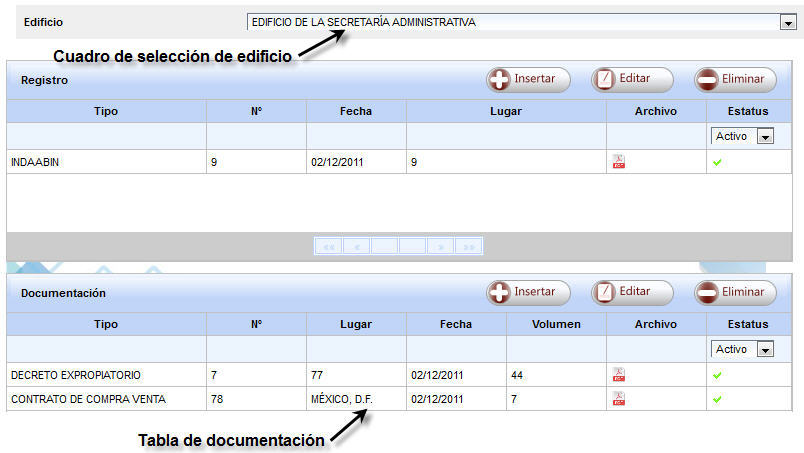 Edificio EDIFICIO DE LA SECRETARÍA ADMINISTRATIVA
Cuadro de selección de edificio
Registro Insertar Editar Eliminar
Tipo Nº Fecha Lugar Archivo Estatus
Activo
INDAABIN 9 02/12/2011 9
«« « » »»
Documentación Insertar Editar Eliminar
Tipo Nº Lugar Fecha Volumen Archivo Estatus
Activo
DECRETO EXPROPIATORIO 7 77 02/12/2011 44
CONTRATO DE COMPRA VENTA 78 MÉXICO, D.F. 02/12/2011 7
Tabla de documentación